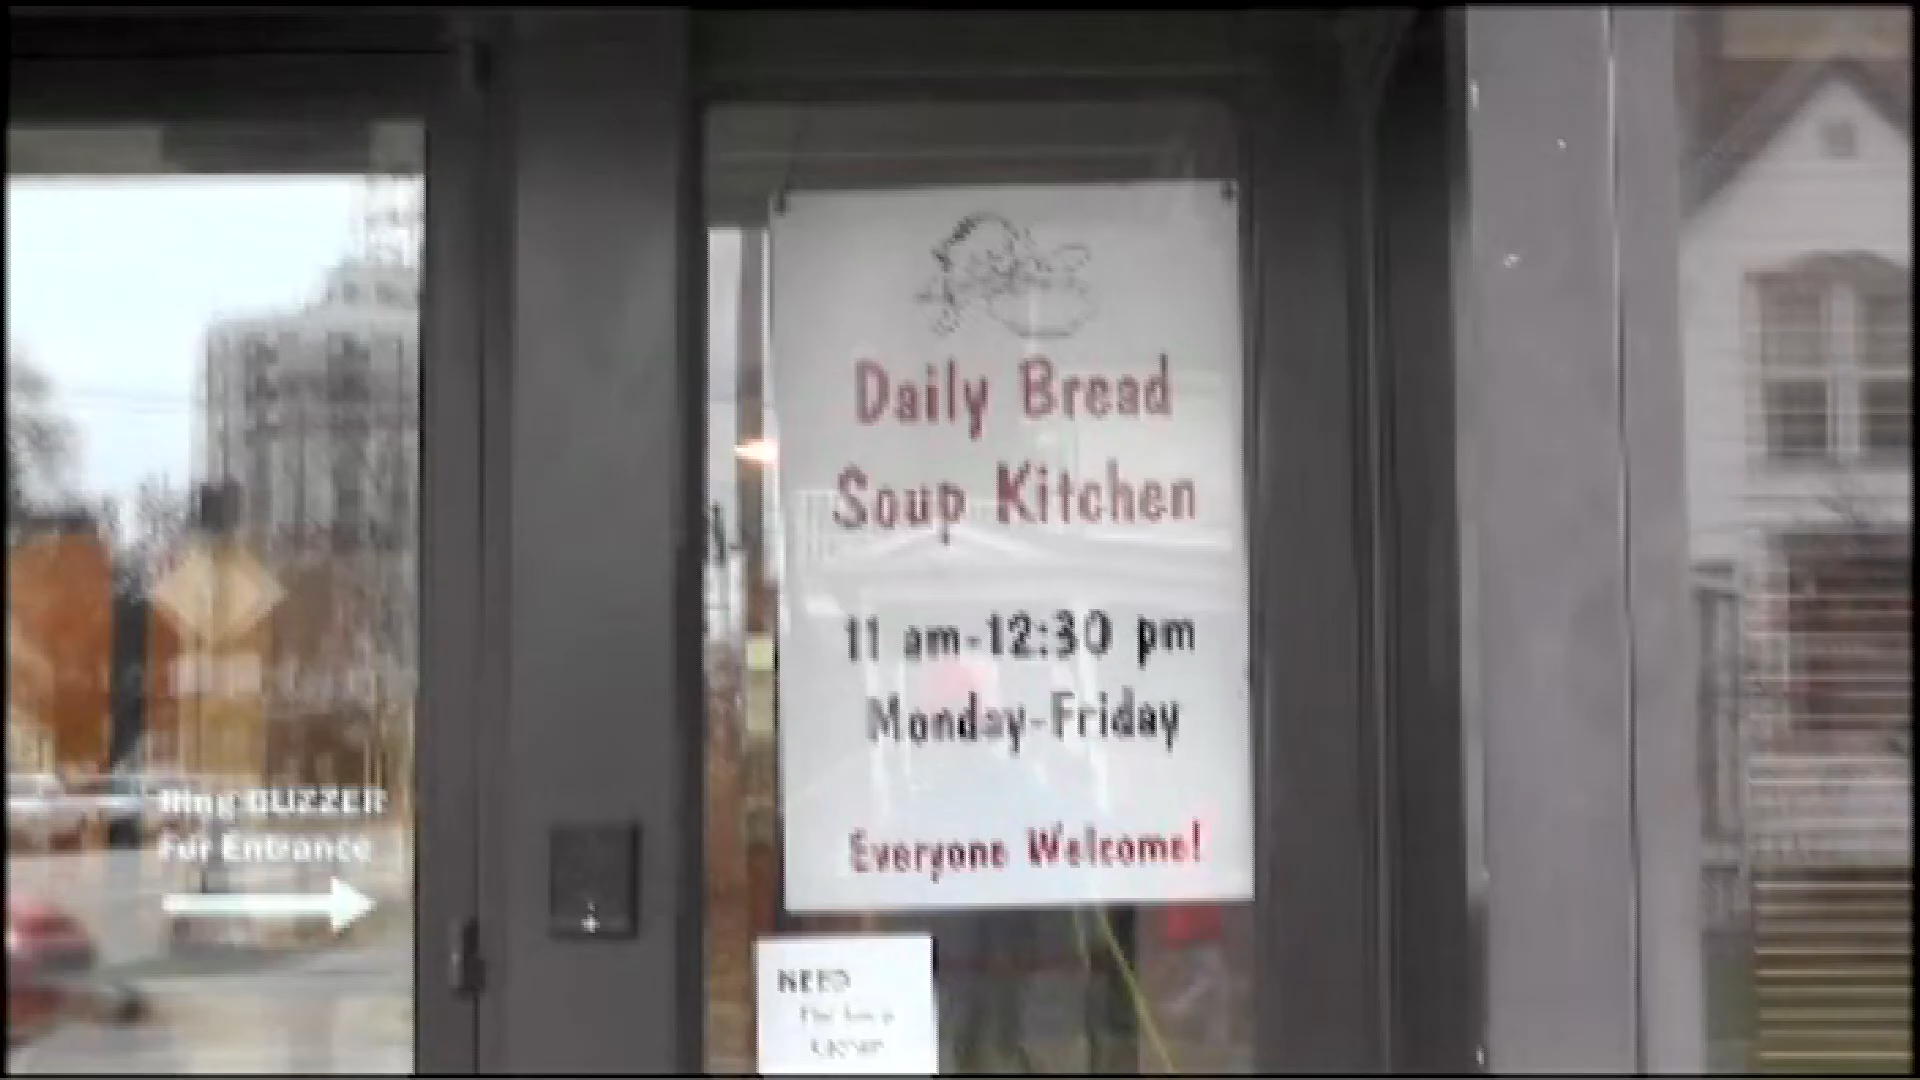 Daily Bread
Soup Kitchen
11 am-12:30 pm
Monday-Friday
Everyone Welcome!
Ring BUZZER
For Entrance
NEED